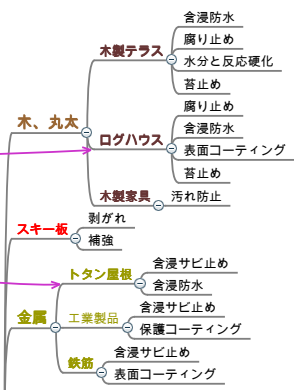 木、丸太
木製テラス
含浸防水
腐り止め
水分と反応硬化
苔止め
ログハウス
腐り止め
含浸防水
表面コーティング
苔止め
木製家具
汚れ防止
スキー板
剥がれ
補強
金属
トタン屋根
含浸サビ止め
含浸防水
工業製品
含浸サビ止め
保護コーティング
鉄筋
含浸サビ止め
表面コーティング